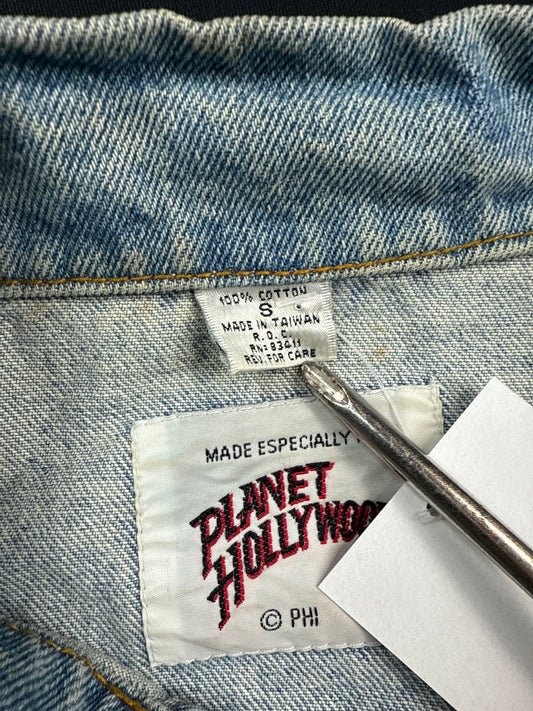 100% COTTON
S
MADE IN TAIWAN
R.O.C.
RN: 83411
REV. FOR CARE
MADE ESPECIALLY
PLANET
HOLLYWOO
© PHI